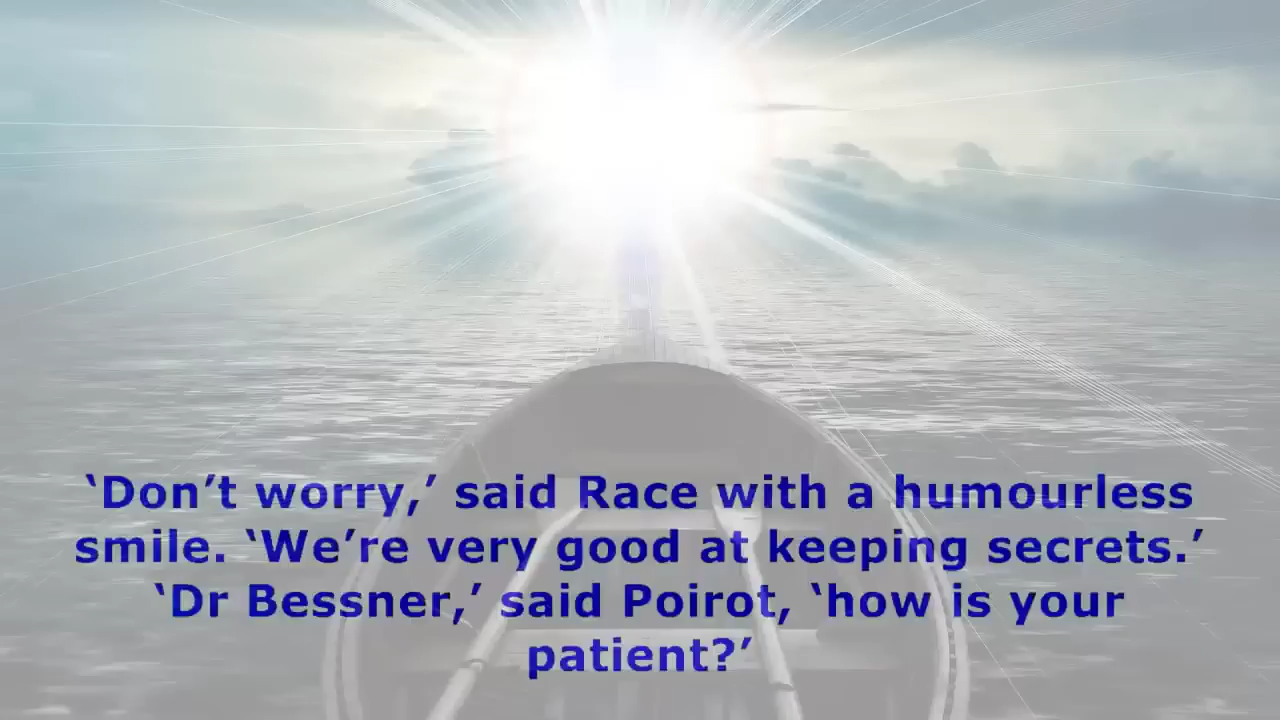 ‘Don’t worry,’ said Race with a humourless
smile. ‘We’re very good at keeping secrets.’
‘Dr Bessner,’ said Poirot, ‘how is your
patient?’